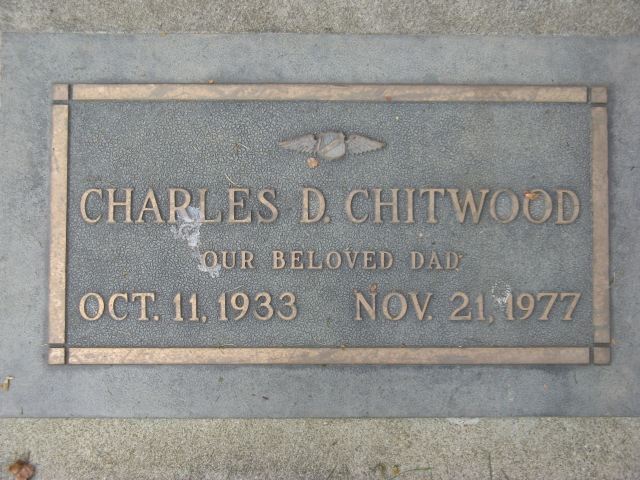 CHARLES D. CHITWOOD
OUR BELOVED DAD
OCT. 11, 1933 NOV. 21, 1977